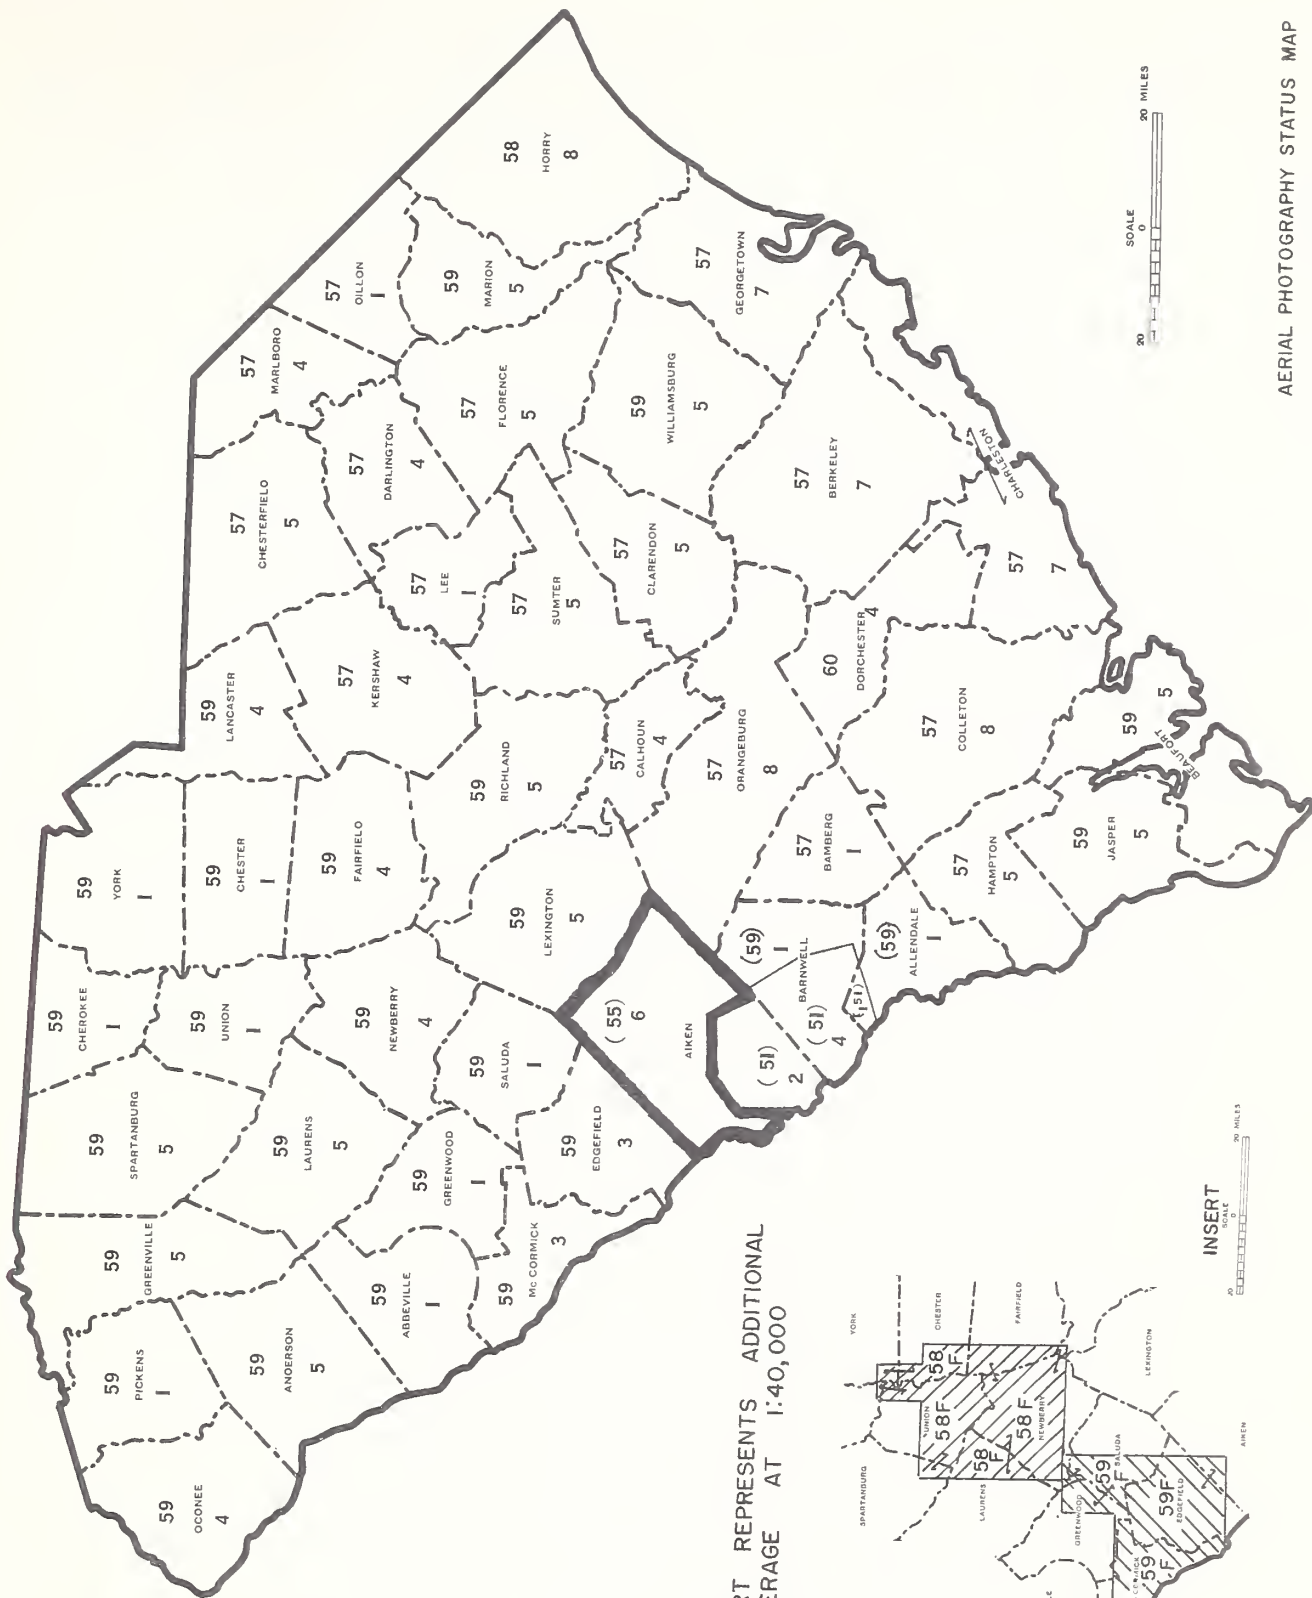 59
OCONEE
4
59
PICKENS
1
59
GREENVILLE
5
59
SPARTANBURG
5
59
CHEROKEE
1
59
YORK
1
59
ANDERSON
5
59
LAURENS
5
59
UNION
1
59
CHESTER
1
59
LANCASTER
4
57
CHESTERFIELD
5
57
MARLBORO
4
57
OILLON
1
59
ABBEVILLE
1
59
GREENWOOD
1
59
NEWBERRY
4
59
FAIRFIELD
4
57
KERSHAW
4
57
DARLINGTON
4
57
LEE
1
59
MARION
5
58
HORRY
8
59
Mc CORMICK
3
59
EDGEFIELD
3
59
SALUDA
1
59
LEXINGTON
5
59
RICHLAND
5
57
SUMTER
5
57
FLORENCE
5
(55)
6
AIKEN
(51)
2
57
CALHOUN
4
57
CLARENDON
5
59
WILLIAMSBURG
5
57
GEORGETOWN
7
(59)
1
BARNWELL
(51)
4
(51)
57
ORANGEBURG
8
57
BERKELEY
7
57
BAMBERG
1
60
DORCHESTER
4
(59)
ALLENDALE
1
57
HAMPTON
5
57
COLLETON
8
CHARLESTON
57
7
59
JASPER
5
59
BEAUFORT
5
REPRESENTS ADDITIONAL
AT 1:40,000
SPARTANBURG
YORK
CHESTER
FAIRFIELD
UNION
58
F
58F
LAURENS
58
F
58F
NEWBERRY
LEXINGTON
GREENWOOD
59
F
SALUDA
59F
EDGEFIELD
59
F
AIKEN
INSERT
SCALE
0
20 MILES
SCALE
20
0
20 MILES
AERIAL PHOTOGRAPHY STATUS MAP